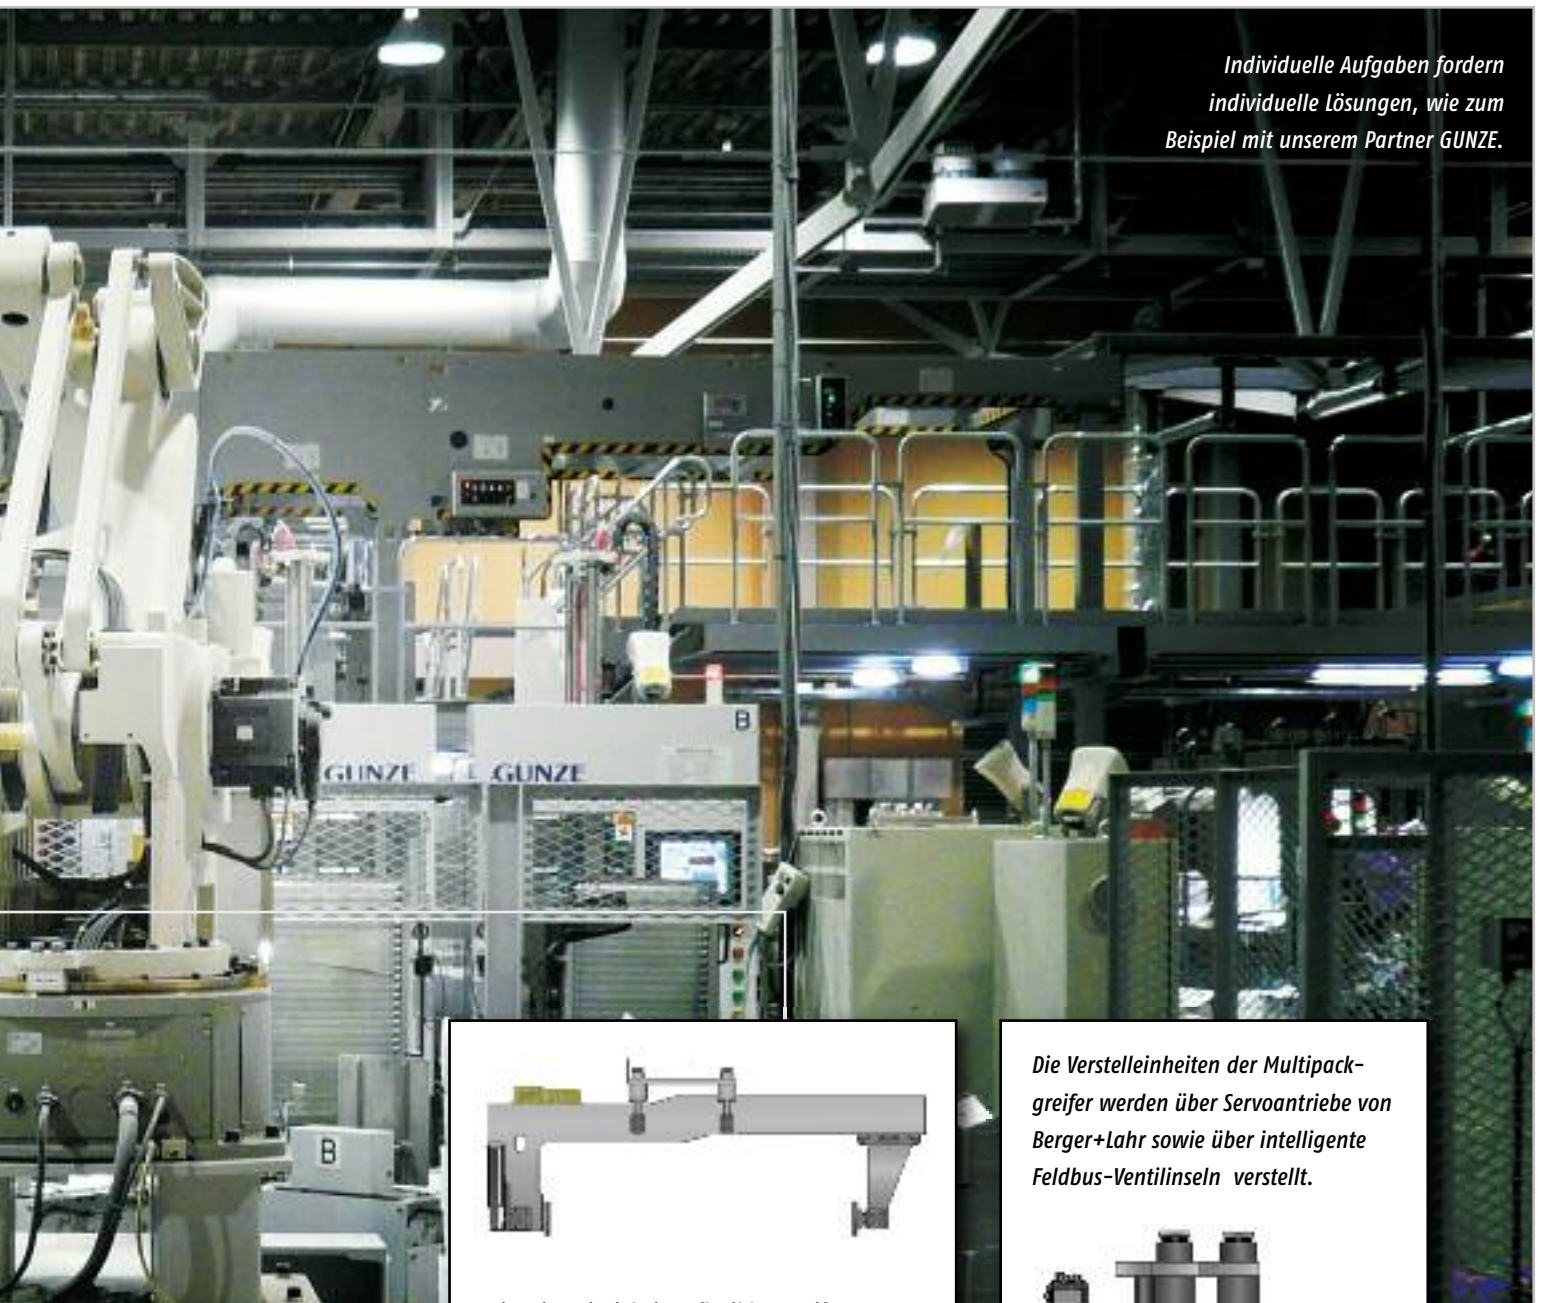 Individuelle Aufgaben fordern
individuelle Lösungen, wie zum
Beispiel mit unserem Partner GUNZE.
B
GUNZE
GUNZE
B
Die Verstelleinheiten der Multipack-
greifer werden über Servoantriebe von
Berger+Lahr sowie über intelligente
Feldbus-Ventilinseln verstellt.